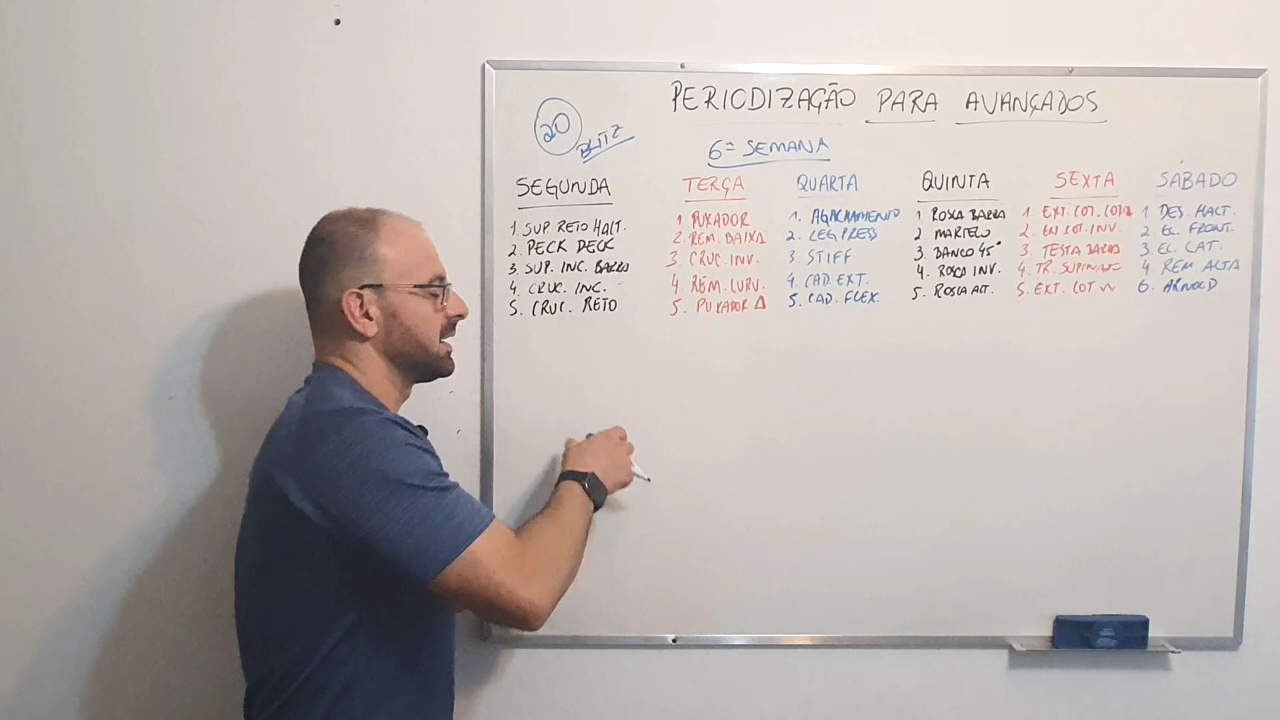 PERIODIZAÇÃO PARA AVANÇADOS
20 BLITZ
6ª SEMANA
SEGUNDA
1. SUP. RETO HALT.
2. PECK DECK
3. SUP. INC. BARRA
4. CRUC. INC.
5. CRUC. RETO
TERÇA
1 PUXADOR
2. REM. BAIXA
3. CRUC. INV.
4. REM. CURV.
5. PUXADOR Δ
QUARTA
1. AGACHAMENTO
2. LEG PRESS
3. STIFF
4. CAD. EXT.
5. CAD. FLEX.
QUINTA
1 ROSCA BARRA
2. MARTELO
3. BANCO 45°
4. ROSCA INV.
5. ROSCA ALT.
SEXTA
1. EXT. COT. CORDA
2. EXT COT. INV.
3. TESTA BARRA
4. TR. SUPINADO
5. EXT. COT W
SÁBADO
1. DES. HALT.
2. EL. FRONT.
3. EL. LAT.
4. REM. ALTA
6. ARNOLD